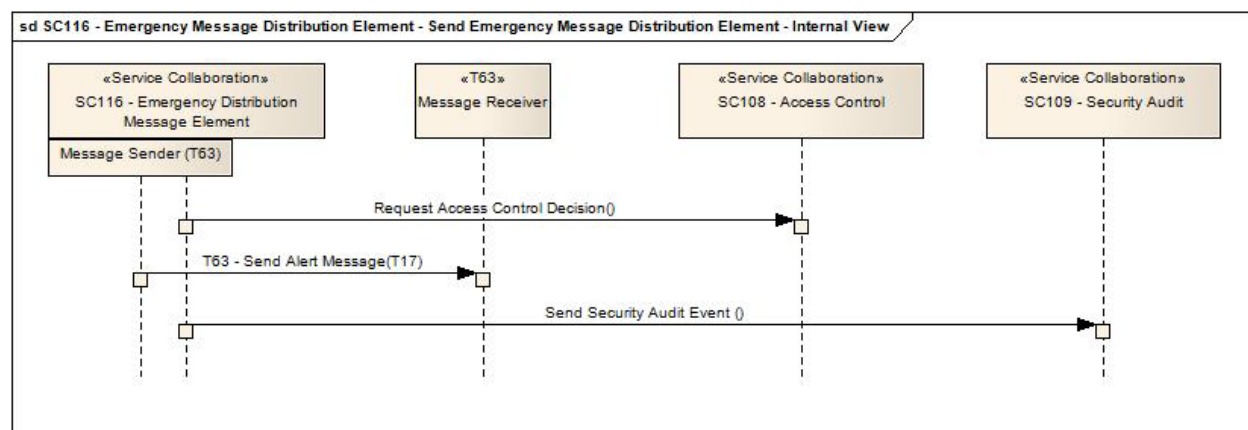 sd SC116 - Emergency Message Distribution Element - Send Emergency Message Distribution Element - Internal View
«Service Collaboration»
SC116 - Emergency Distribution
Message Element
Message Sender (T63)
«T63»
Message Receiver
«Service Collaboration»
SC108 - Access Control
«Service Collaboration»
SC109 - Security Audit
Request Access Control Decision()
T63 - Send Alert Message(T17)
Send Security Audit Event ()